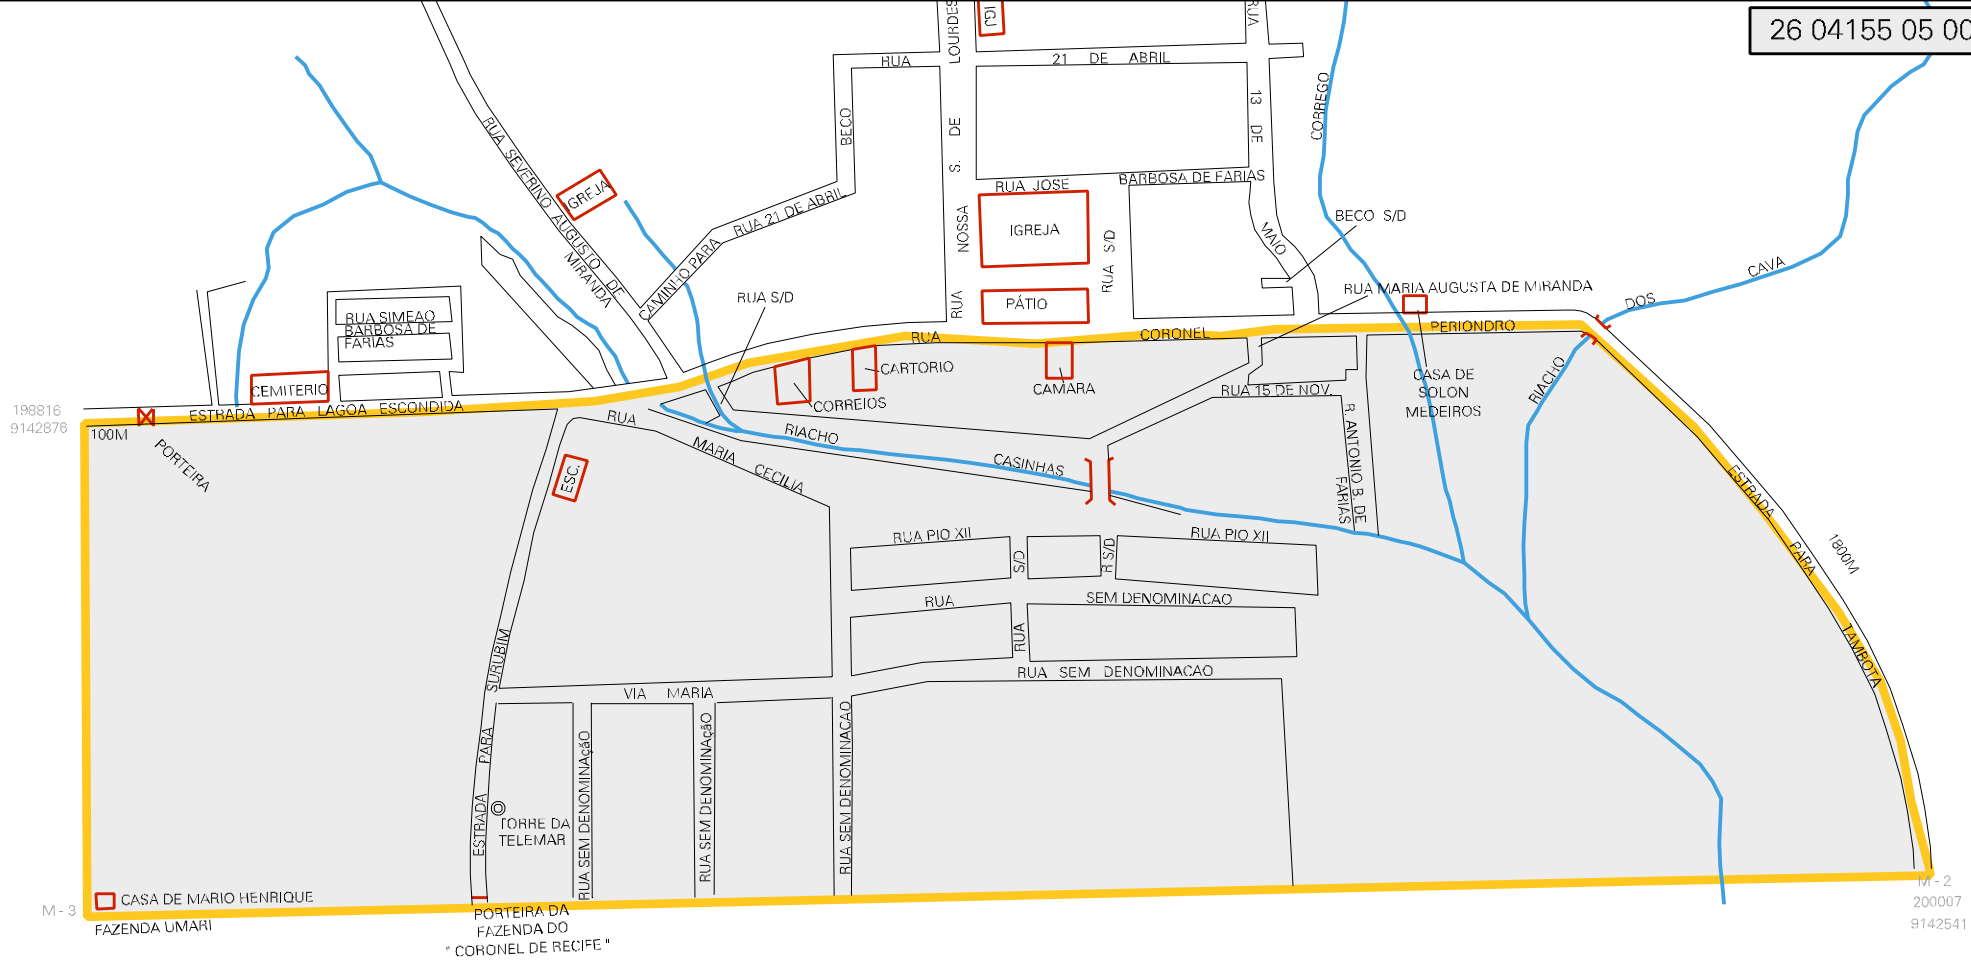 26 04155 05 00
IGJ
LOURDES
RUA
RUA 21 DE ABRIL
BECO
13 DE
CORREGO
RUA SEVERINO AUGUSTO DE
MIRANDA
IGREJA
S. DE
RUA JOSE BARBOSA DE FARIAS
NOSSA
RUA
IGREJA
RUA S/D
MAIO
BECO S/D
RUA 21 DE ABRIL
CAMINHO PARA
CAVA
DOS
RUA S/D
PÁTIO
RUA MARIA AUGUSTA DE MIRANDA
RUA SIMEAO
BARBOSA DE
FARIAS
CEMITERIO
RUA CORONEL PERIONDRO
CARTORIO
CORREIOS
CAMARA
RUA 15 DE NOV.
CASA DE
SOLON
MEDEIROS
RIACHO
198816
9142876
100M
ESTRADA PARA LAGOA ESCONDIDA
PORTEIRA
RUA MARIA CECILIA
RIACHO CASINHAS
R. ANTONIO B. DE
FARIAS
ESC.
ESTRADA PARA TAMBOTA
1800M
RUA PIO XII
S/D
R S/D
RUA PIO XII
RUA SEM DENOMINACAO
RUA
RUA SEM DENOMINACAO
VIA MARIA
ESTRADA PARA SURUBIM
RUA SEM DENOMINAçãO
RUA SEM DENOMINAçãO
RUA SEM DENOMINACAO
TORRE DA
TELEMAR
CASA DE MARIO HENRIQUE
M - 3
FAZENDA UMARI
PORTEIRA DA
FAZENDA DO
" CORONEL DE RECIFE "
M - 2
200007
9142541